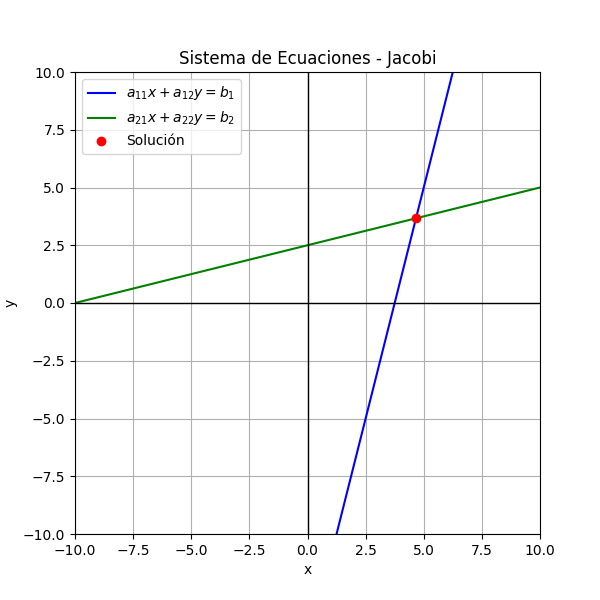 Sistema de Ecuaciones - Jacobi
a₁₁x + a₁₂y = b₁
a₂₁x + a₂₂y = b₂
Solución
10.0
7.5
5.0
2.5
0.0
−2.5
−5.0
−7.5
−10.0
y
−10.0 −7.5 −5.0 −2.5 0.0 2.5 5.0 7.5 10.0
x